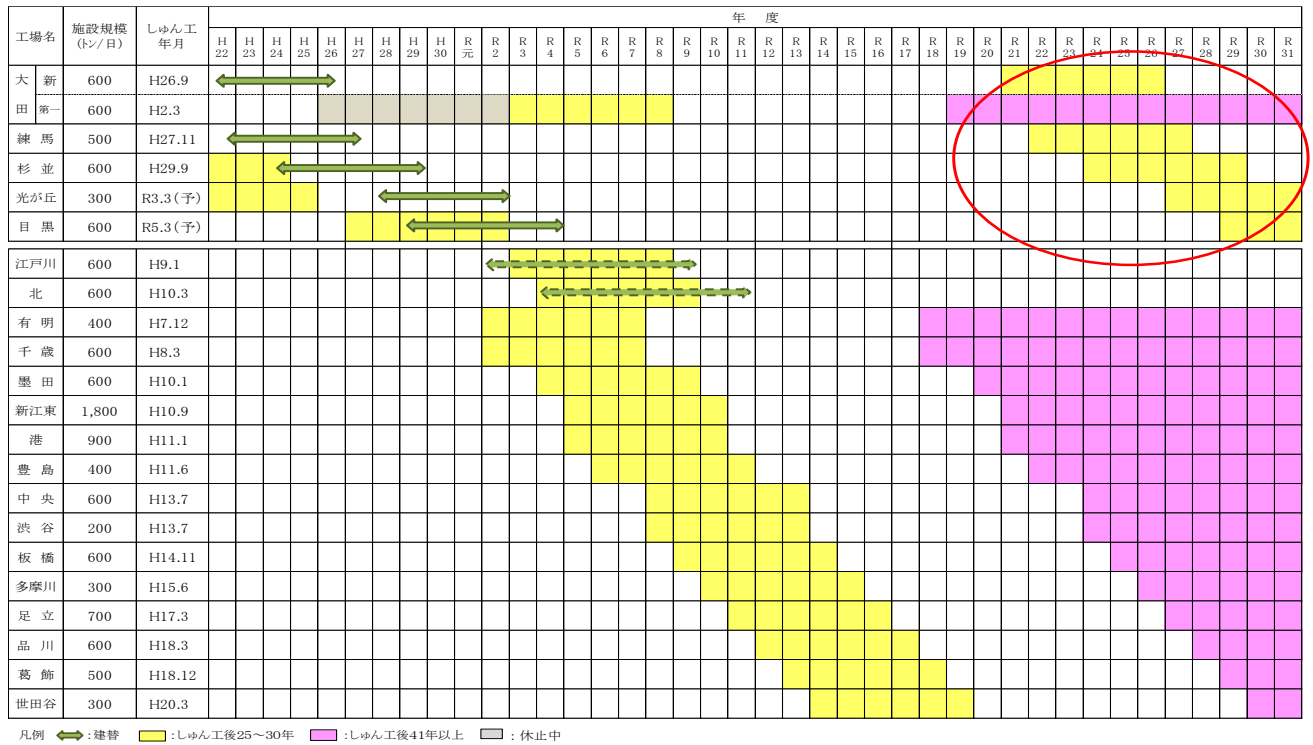 工場名 施設規模 (トン/日) しゅん工 年月 年 度
H22 H23 H24 H25 H26 H27 H28 H29 H30 R元 R2 R3 R4 R5 R6 R7 R8 R9 R10 R11 R12 R13 R14 R15 R16 R17 R18 R19 R20 R21 R22 R23 R24 R25 R26 R27 R28 R29 R30 R31
大田 新 600 H26.9
第一 600 H2.3
練 馬 500 H27.11
杉 並 600 H29.9
光が丘 300 R3.3(予)
目 黒 600 R5.3(予)
江戸川 600 H9.1
北 600 H10.3
有 明 400 H7.12
千 歳 600 H8.3
墨 田 600 H10.1
新江東 1,800 H10.9
港 900 H11.1
豊 島 400 H11.6
中 央 600 H13.7
渋 谷 200 H13.7
板 橋 600 H14.11
多摩川 300 H15.6
足 立 700 H17.3
品 川 600 H18.3
葛 飾 500 H18.12
世田谷 300 H20.3
凡例 :建替 :しゅん工後25~30年 :しゅん工後41年以上 :休止中